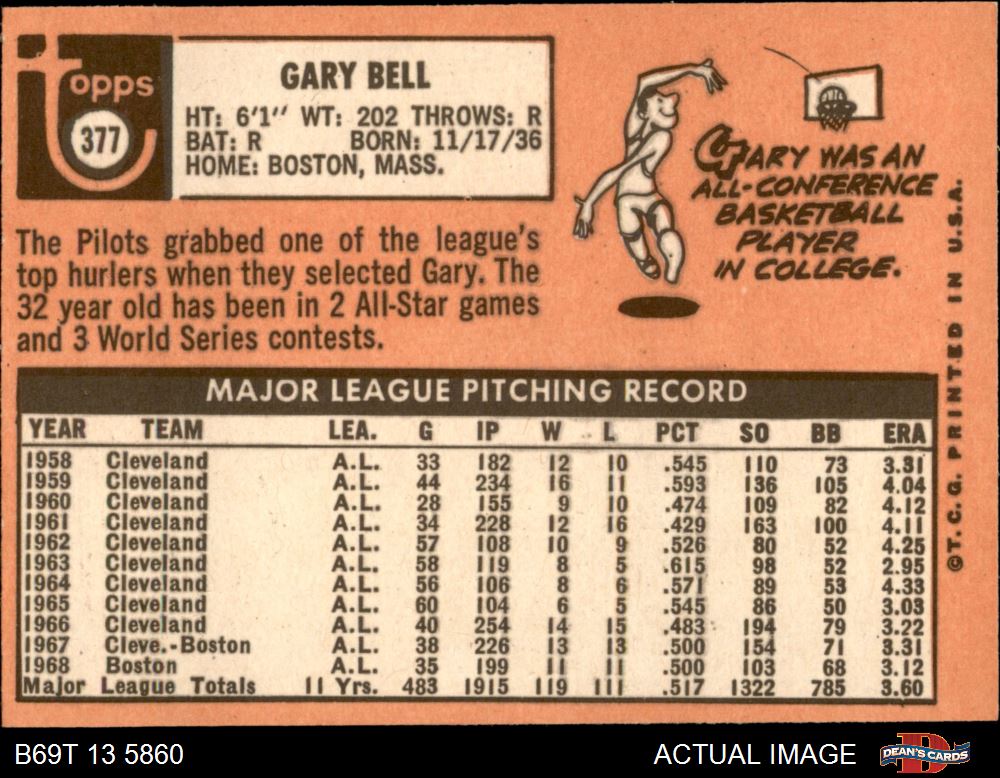 topps
377
GARY BELL
HT: 6'1" WT: 202 THROWS: R
BAT: R BORN: 11/17/36
HOME: BOSTON, MASS.
GARY WAS AN
ALL-CONFERENCE
BASKETBALL
PLAYER
IN COLLEGE.
The Pilots grabbed one of the league's
top hurlers when they selected Gary. The
32 year old has been in 2 All-Star games
and 3 World Series contests.
MAJOR LEAGUE PITCHING RECORD
YEAR TEAM LEA. G IP W L PCT SO BB ERA
1958 Cleveland A.L. 33 182 12 10 .545 110 73 3.31
1959 Cleveland A.L. 44 234 16 11 .593 136 105 4.04
1960 Cleveland A.L. 28 155 9 10 .474 109 82 4.12
1961 Cleveland A.L. 34 228 12 16 .429 163 100 4.11
1962 Cleveland A.L. 57 108 10 9 .526 80 52 4.25
1963 Cleveland A.L. 58 119 8 5 .615 98 52 2.95
1964 Cleveland A.L. 56 106 8 6 .571 89 53 4.33
1965 Cleveland A.L. 60 104 6 5 .545 86 50 3.03
1966 Cleveland A.L. 40 254 14 15 .483 194 79 3.22
1967 Cleve.-Boston A.L. 38 226 13 13 .500 154 71 3.31
1968 Boston A.L. 35 199 11 11 .500 103 68 3.12
Major League Totals 11 Yrs. 483 1915 119 111 .517 1322 785 3.60
©T.C.G. PRINTED IN U.S.A.
B69T 13 5860
ACTUAL IMAGE
DEAN'S CARDS